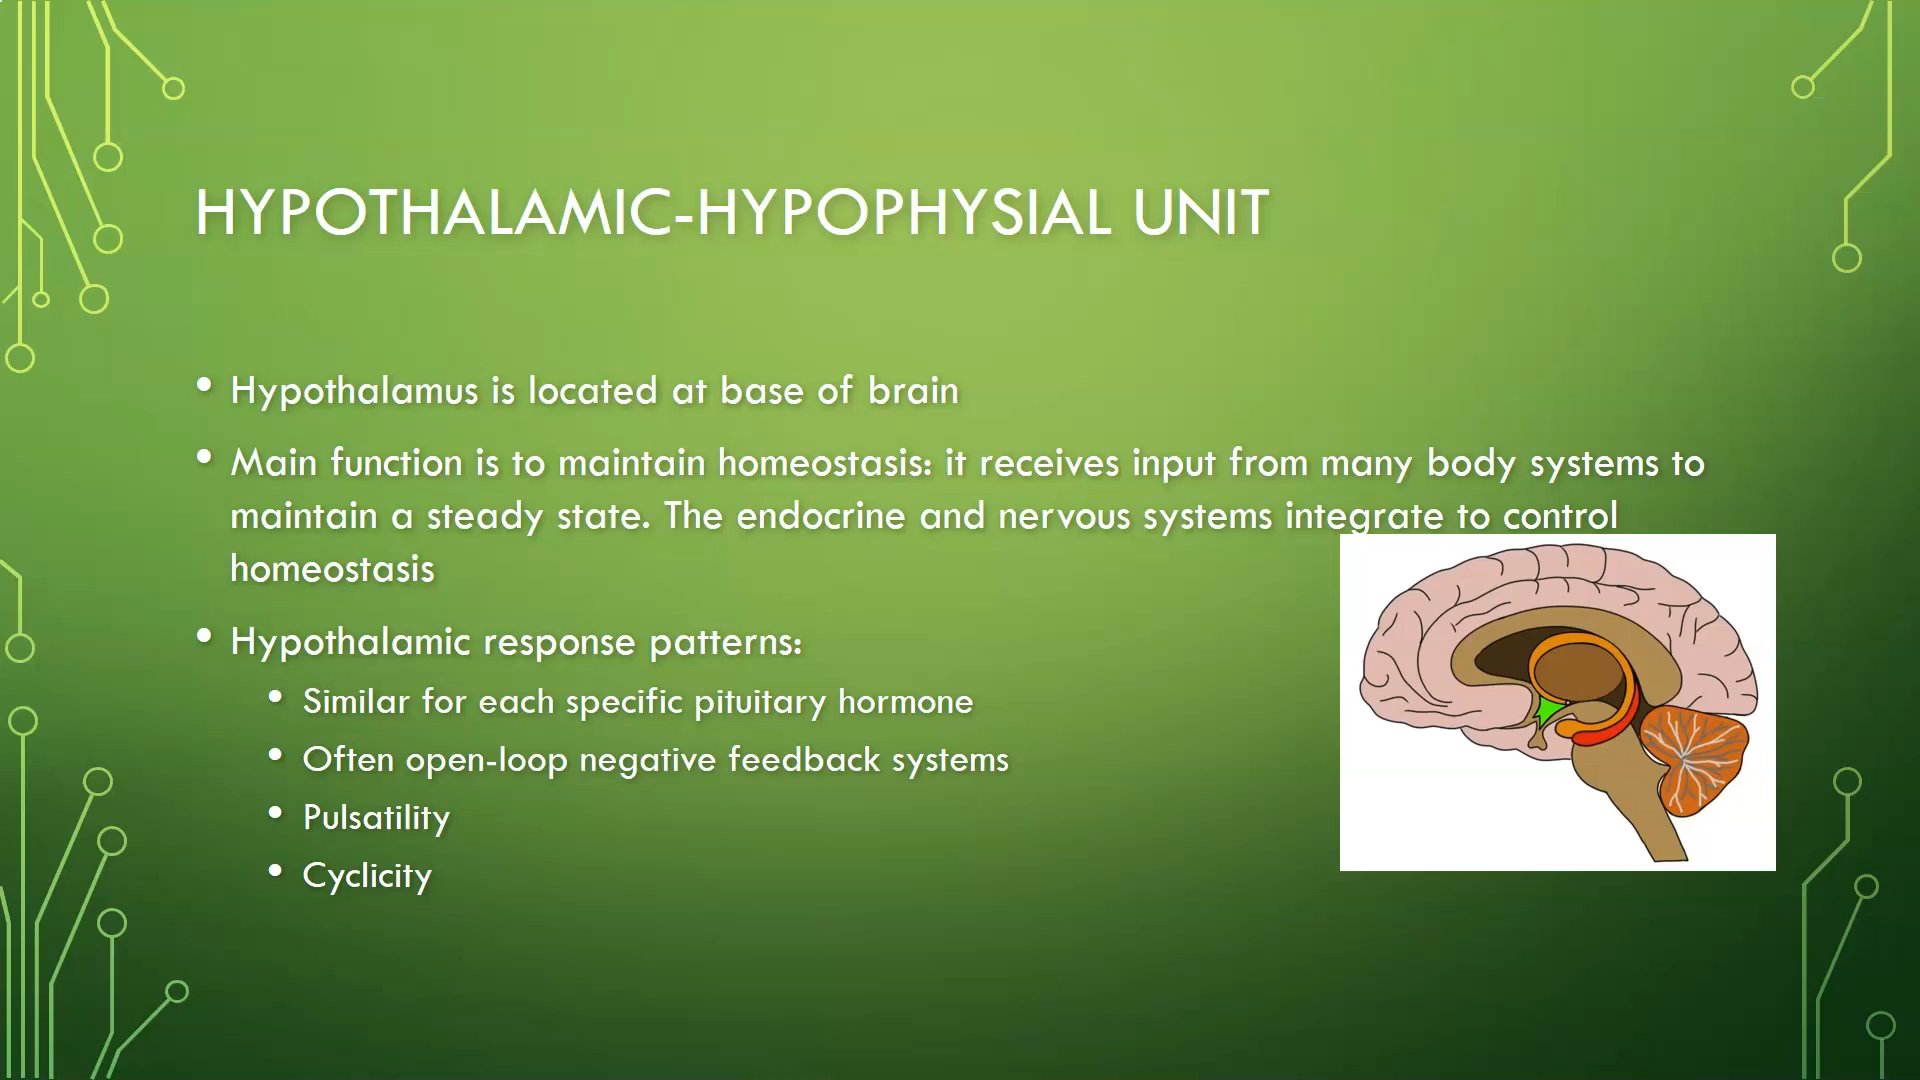 HYPOTHALAMIC-HYPOPHYSIAL UNIT
• Hypothalamus is located at base of brain
• Main function is to maintain homeostasis: it receives input from many body systems to
maintain a steady state. The endocrine and nervous systems integrate to control
homeostasis
• Hypothalamic response patterns:
• Similar for each specific pituitary hormone
• Often open-loop negative feedback systems
• Pulsatility
• Cyclicity